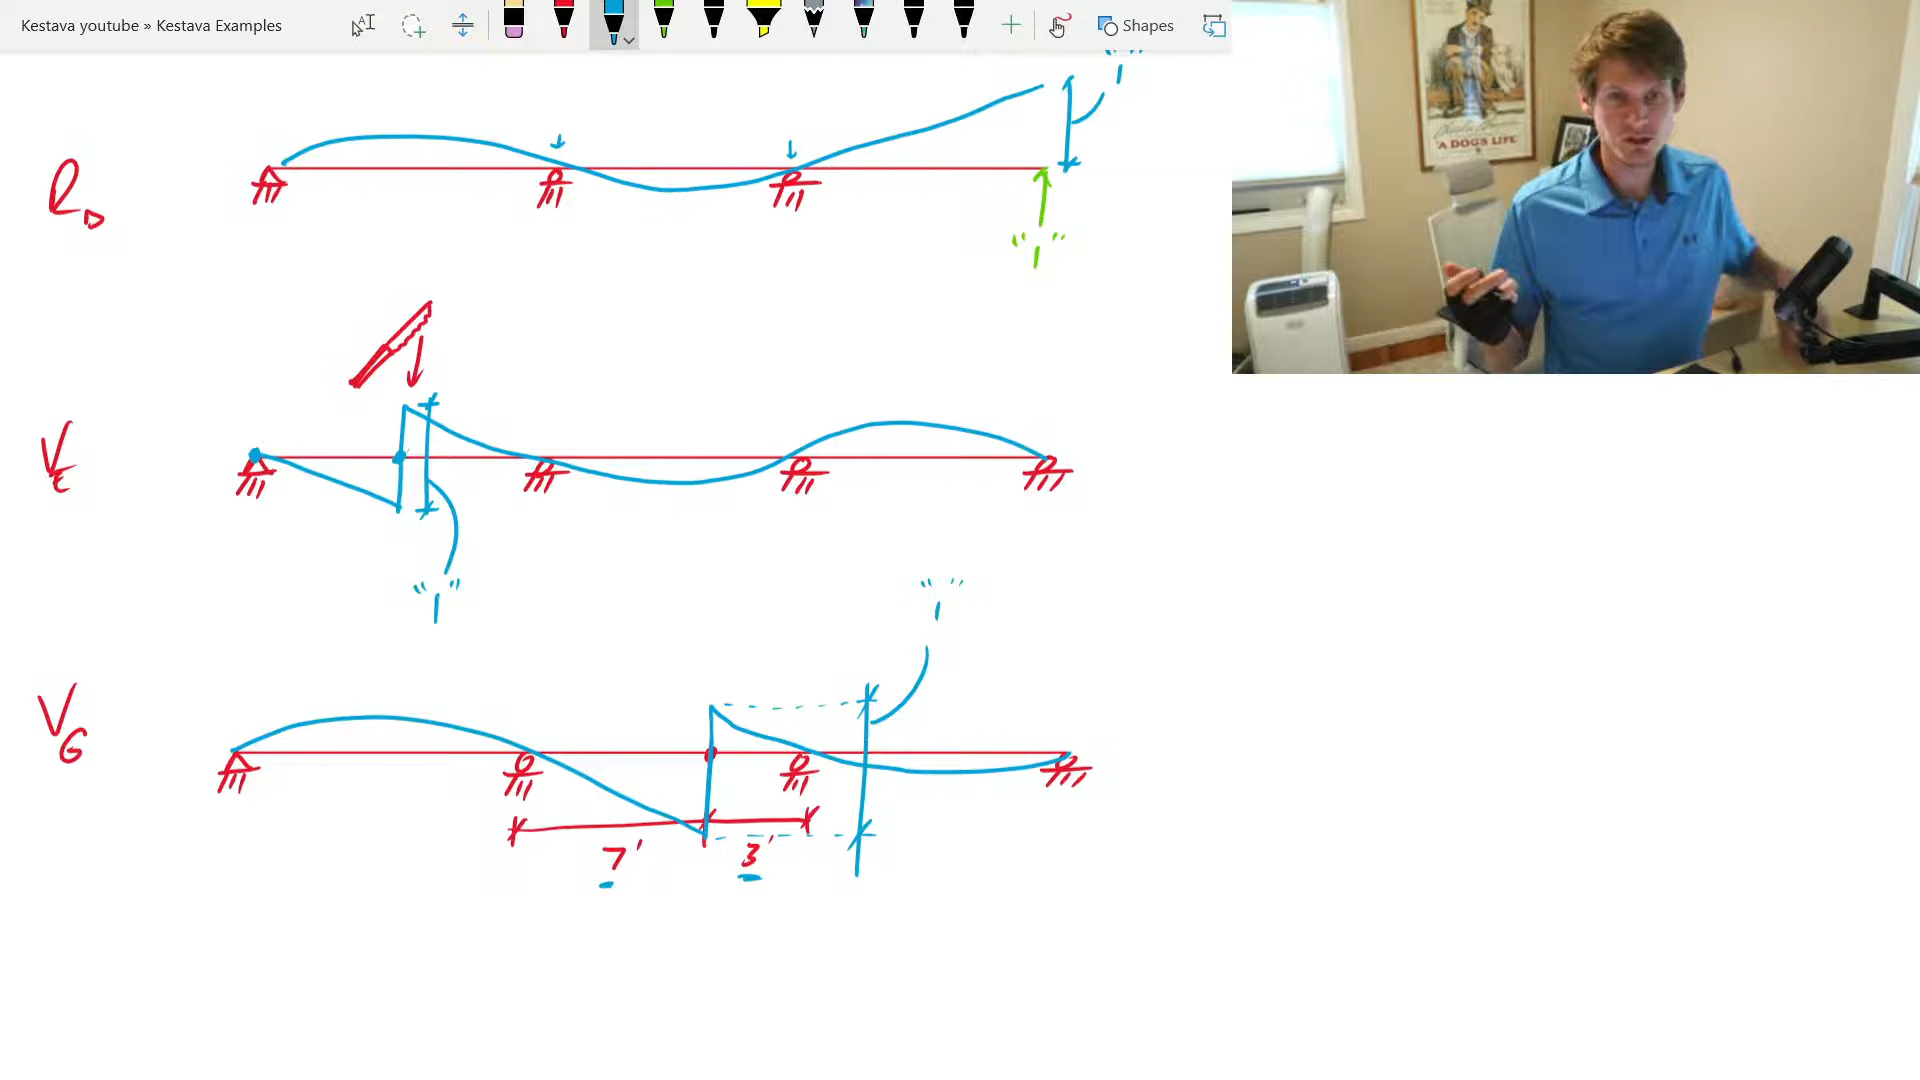 Kestava youtube » Kestava Examples
Shapes
"1"
R_D
"1"
A DOG'S LIFE
V_E
"1"
"1"
V_G
7' 3'